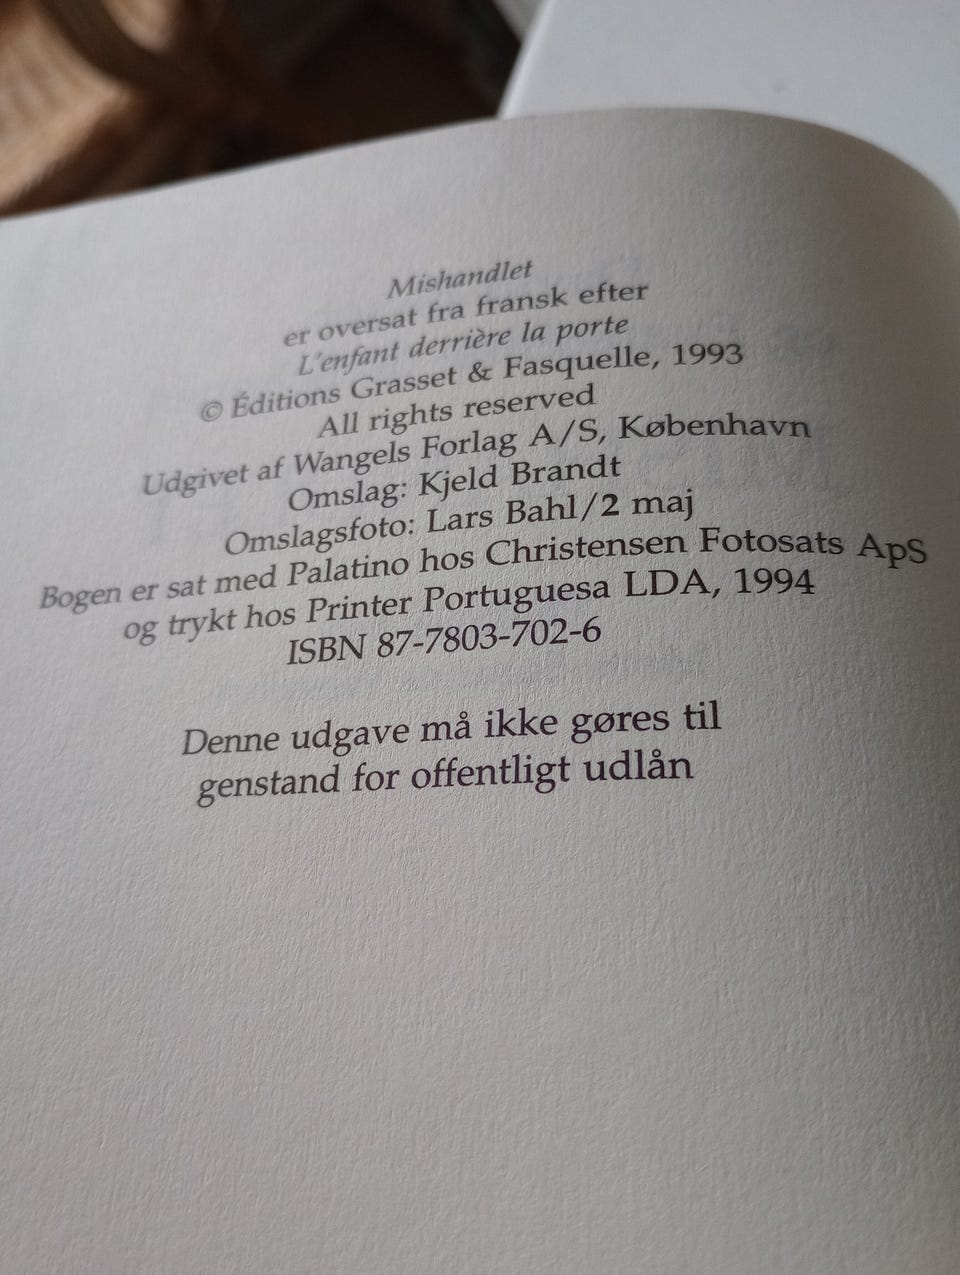 Mishandlet
er oversat fra fransk efter
L'enfant derrière la porte
© Éditions Grasset & Fasquelle, 1993
All rights reserved
Udgivet af Wangels Forlag A/S, København
Omslag: Kjeld Brandt
Omslagsfoto: Lars Bahl/2 maj
Bogen er sat med Palatino hos Christensen Fotosats ApS
og trykt hos Printer Portuguesa LDA, 1994
ISBN 87-7803-702-6
Denne udgave må ikke gøres til
genstand for offentligt udlån